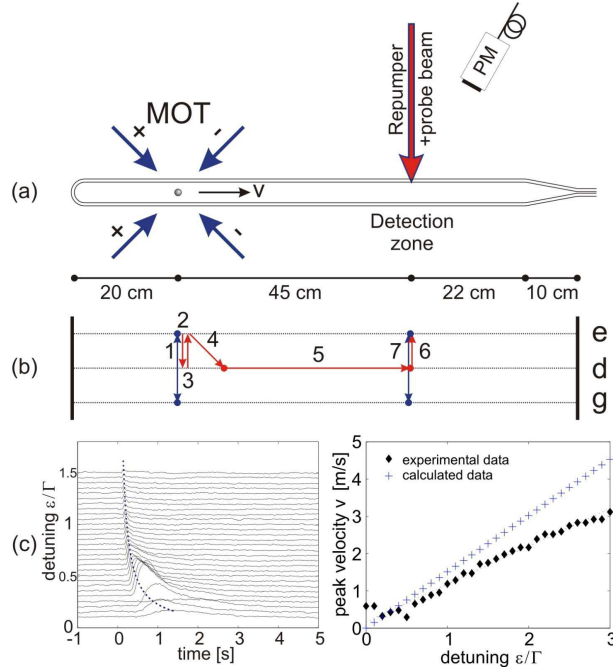 MOT
+ -
+ -
v
Repumper
+probe beam
PM
Detection
zone
(a)
20 cm 45 cm 22 cm 10 cm
(b)
1 2 3 4 5 6 7
e
d
g
(c)
detuning ε/Γ
1.5
1
0.5
0
-1 0 1 2 3 4 5
time [s]
peak velocity v [m/s]
5
4
3
2
1
0
experimental data
calculated data
0 1 2 3
detuning ε/Γ